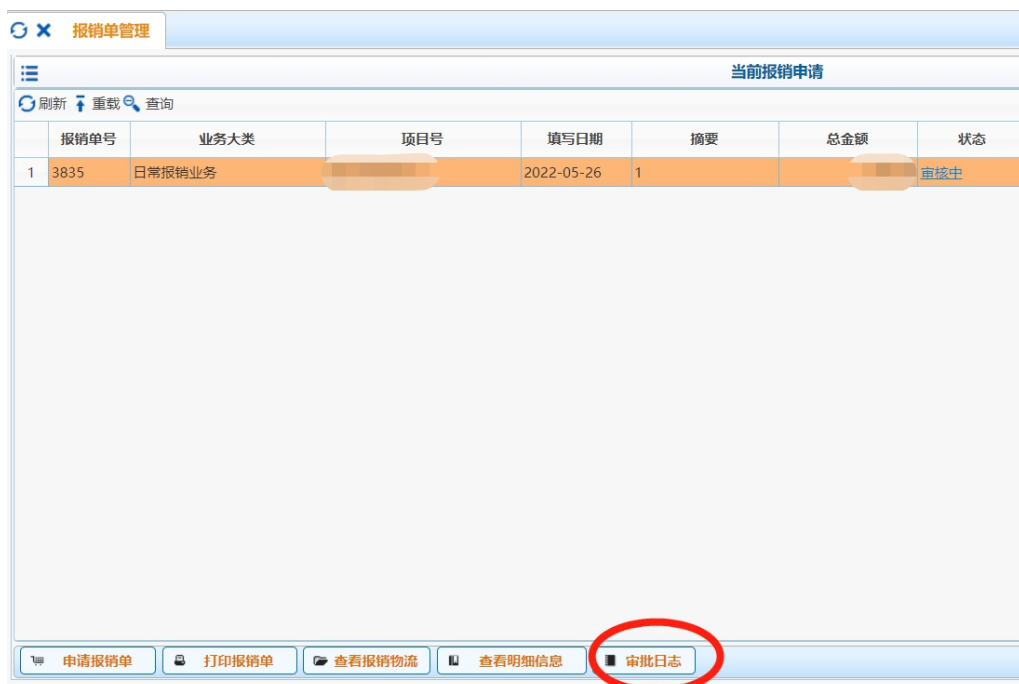 报销单管理
当前报销申请
刷新 重载 查询
报销单号 业务大类 项目号 填写日期 摘要 总金额 状态
1 3835 日常报销业务 2022-05-26 1 审核中
申请报销单 打印报销单 查看报销物流 查看明细信息 审批日志